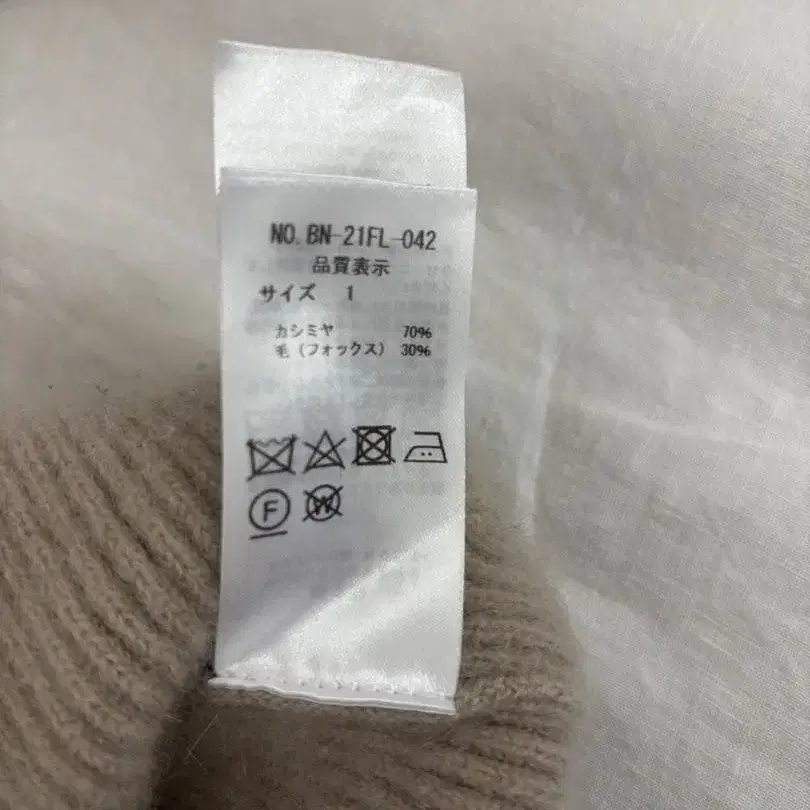 NO. BN-21FL-042
品質表示
サイズ 1
カシミヤ 70%
毛(フォックス) 30%
F
W